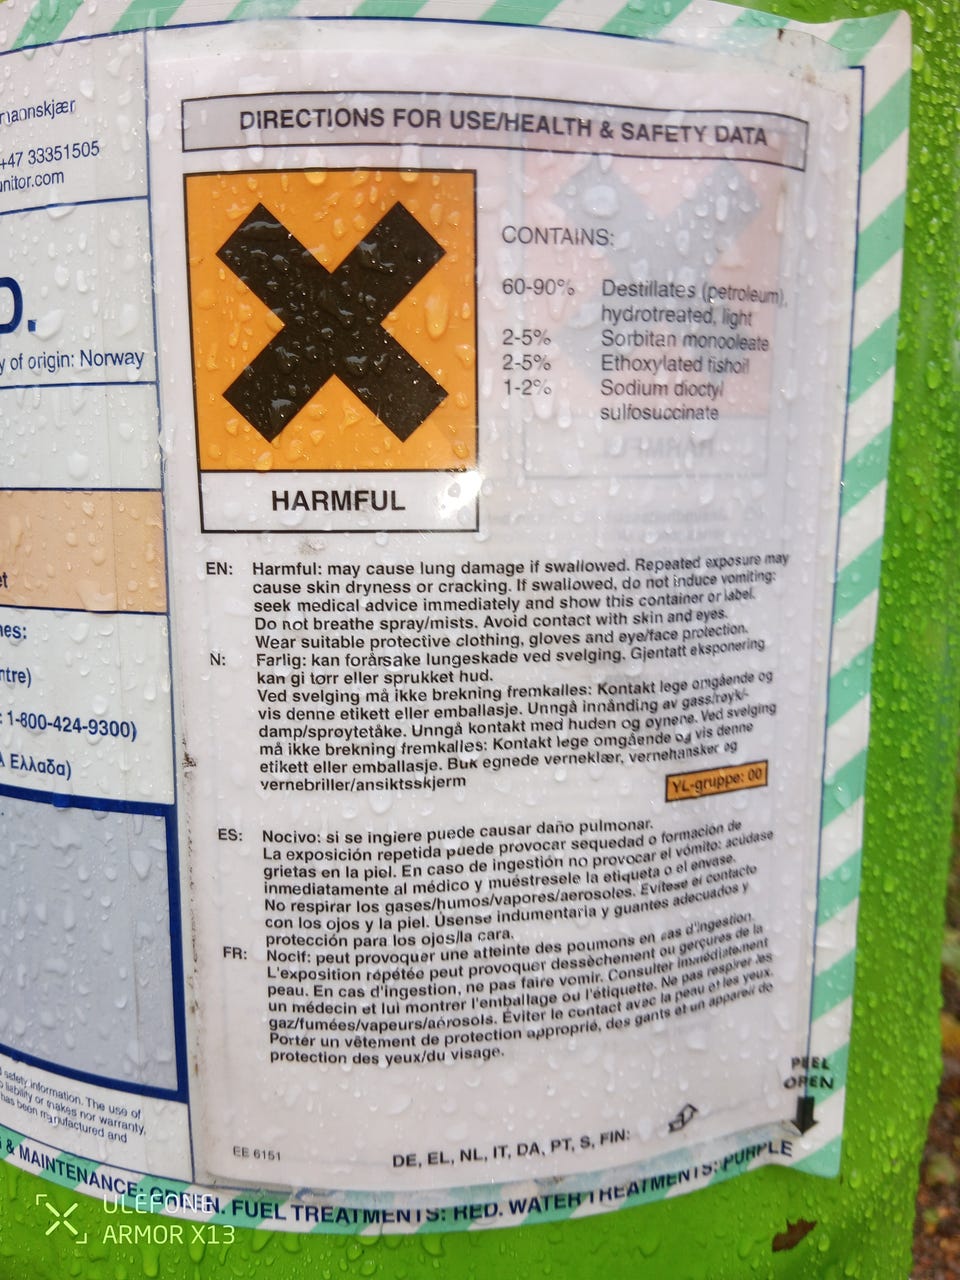 +47 33351505
y of origin: Norway
: 1-800-424-9300)
Ελλαδα)
safety information. The use of
liability or makes nor warranty,
has been manufactured and
DIRECTIONS FOR USE/HEALTH & SAFETY DATA
HARMFUL
CONTAINS:
60-90% Destillates (petroleum),
hydrotreated, light
2-5% Sorbitan monooleate
2-5% Ethoxylated fishoil
1-2% Sodium dioctyl
sulfosuccinate
EN: Harmful: may cause lung damage if swallowed. Repeated exposure may
cause skin dryness or cracking. If swallowed, do not induce vomiting:
seek medical advice immediately and show this container or label.
Do not breathe spray/mists. Avoid contact with skin and eyes.
Wear suitable protective clothing, gloves and eye/face protection.
N: Farlig: kan forårsake lungeskade ved svelging. Gjentatt eksponering
kan gi tørr eller sprukket hud.
Ved svelging må ikke brekning fremkalles: Kontakt lege omgående og
vis denne etikett eller emballasje. Unngå innånding av gass/røyk/-
damp/sprøytetåke. Unngå kontakt med huden og øynene. Ved svelging
må ikke brekning fremkalles: Kontakt lege omgående og vis denne
etikett eller emballasje. Buk egnede verneklær, vernehansker og
vernebriller/ansiktsskjerm
YL-gruppe: 00
ES: Nocivo: si se ingiere puede causar daño pulmonar.
La exposición repetida puede provocar sequedad o formación de
grietas en la piel. En caso de ingestión no provocar el vómito: acúdase
inmediatamente al médico y muéstresele la etiqueta o el envase.
No respirar los gases/humos/vapores/aerosoles. Evítese el contacto
con los ojos y la piel. Úsense indumentaria y guantes adecuados y
protección para los ojos/la cara.
FR: Nocif: peut provoquer une atteinte des poumons en cas d'ingestion.
L'exposition répétée peut provoquer dessèchement ou gerçures de la
peau. En cas d'ingestion, ne pas faire vomir. Consulter immédiatement
un médecin et lui montrer l'emballage ou l'étiquette. Ne pas respirer les
gaz/fumées/vapeurs/aérosols. Éviter le contact avec la peau et les yeux.
Porter un vêtement de protection approprié, des gants et un appareil de
protection des yeux/du visage.
PEEL
OPEN
EE 6151
DE, EL, NL, IT, DA, PT, S, FIN:
& MAINTENANCE: GREEN. FUEL TREATMENTS: RED. WATER TREATMENTS: PURPLE
ULEFONE
ARMOR X13